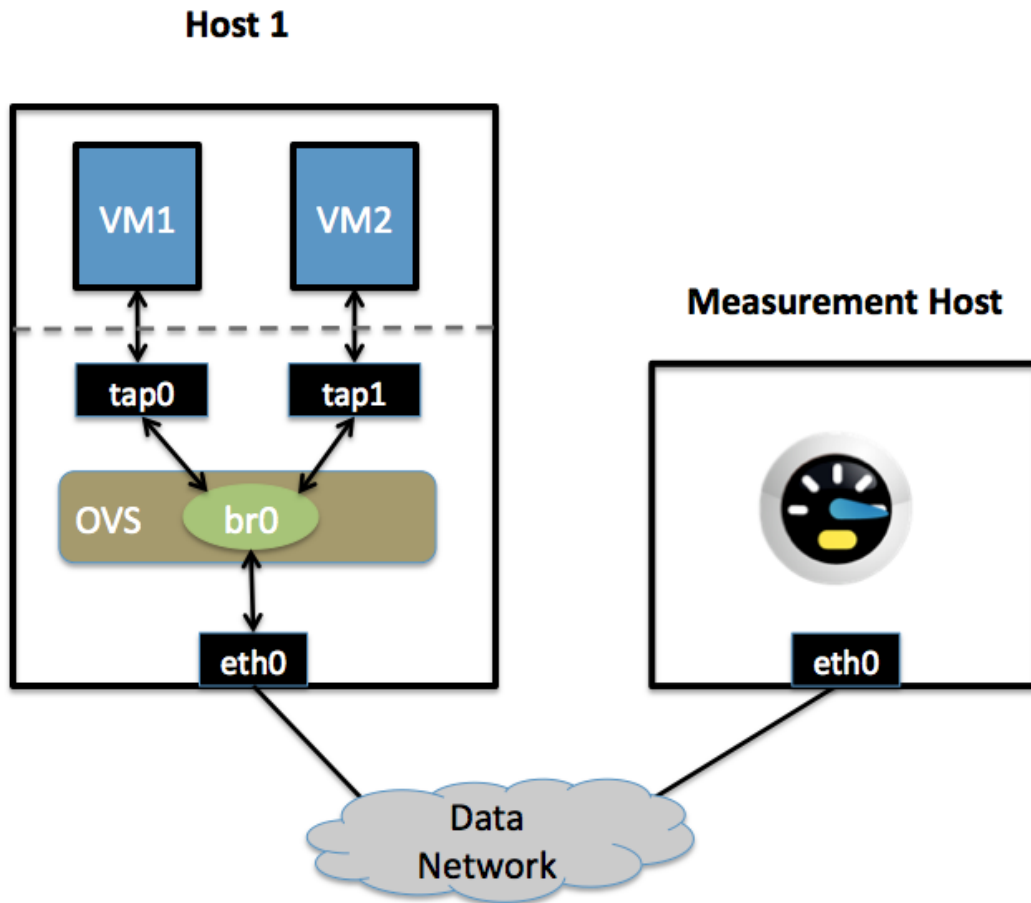 Host 1
VM1
VM2
Measurement Host
tap0
tap1
OVS
br0
eth0
eth0
Data
Network